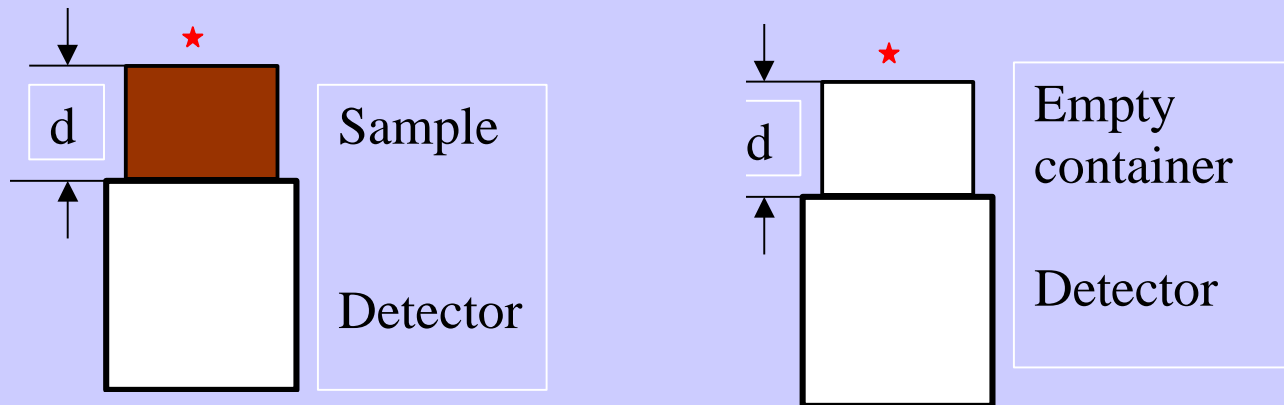 d
Sample
Detector
d
Empty
container
Detector